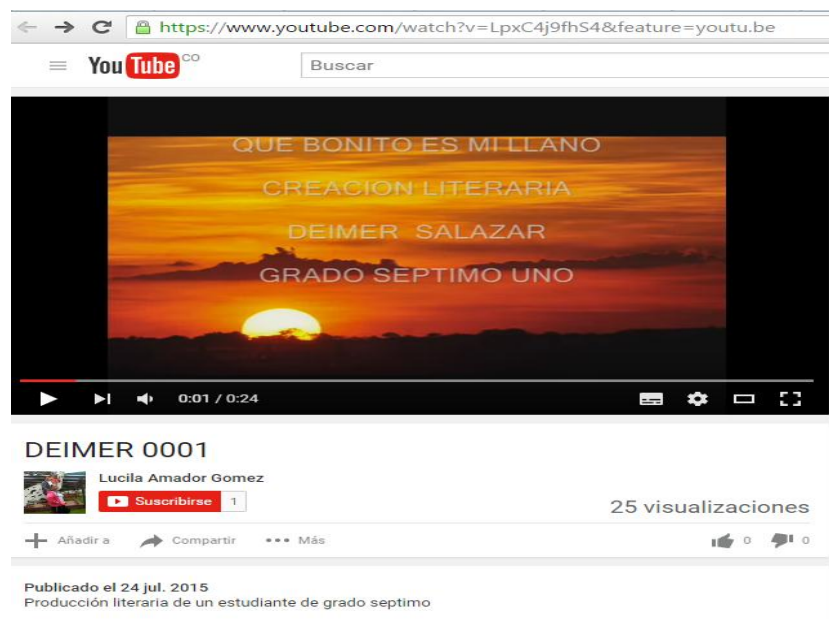 https://www.youtube.com/watch?v=LpxC4j9fhS4&feature=youtu.be
YouTube CO
Buscar
QUE BONITO ES MI LLANO
CREACION LITERARIA
DEIMER SALAZAR
GRADO SEPTIMO UNO
0:01 / 0:24
DEIMER 0001
Lucila Amador Gomez
Suscribirse 1
25 visualizaciones
Añadir a Compartir Más 0 0
Publicado el 24 jul. 2015
Producción literaria de un estudiante de grado septimo